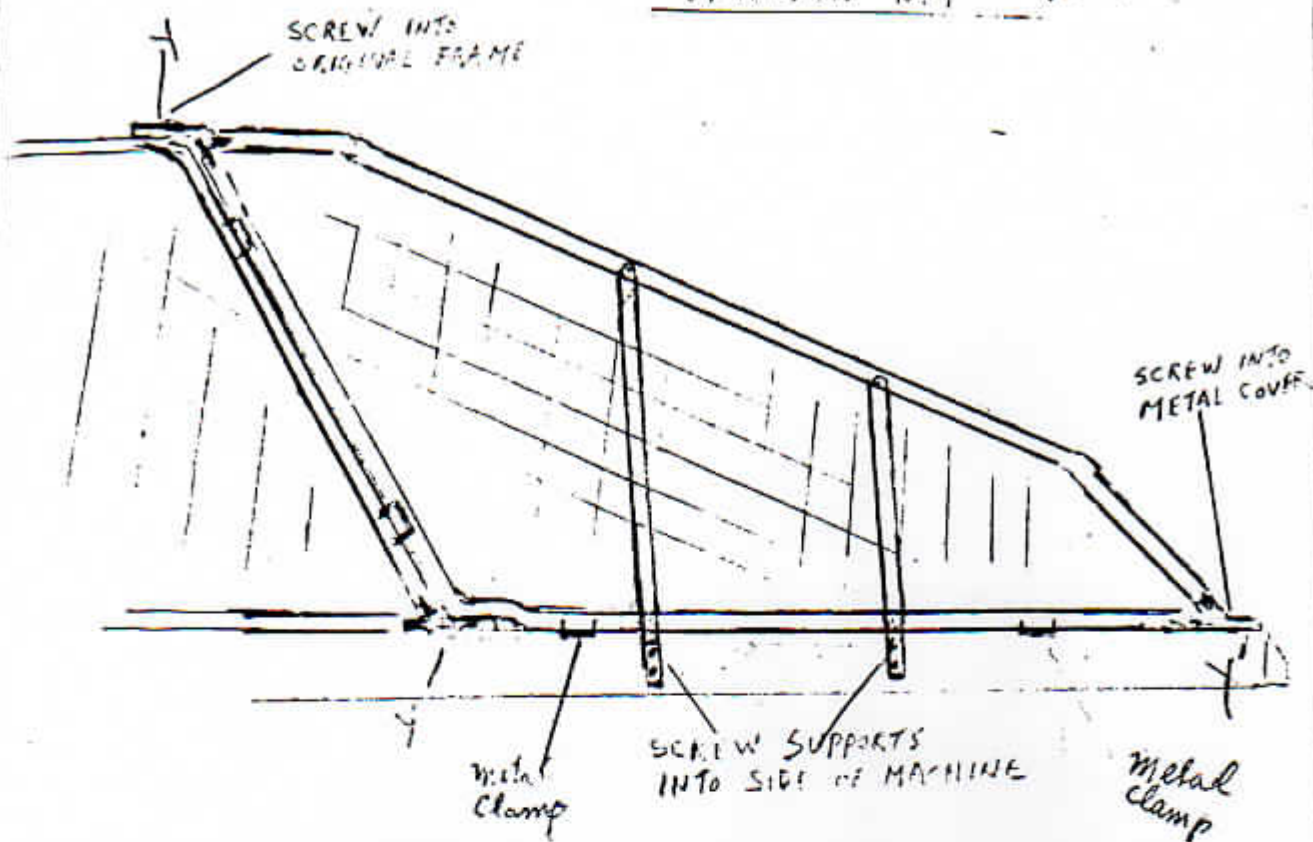 SCREW INTO
ORIGINAL FRAME
SCREW INTO
METAL COVER
SCREW SUPPORTS
INTO SIDE OF MACHINE
Metal
Clamp
Metal
Clamp